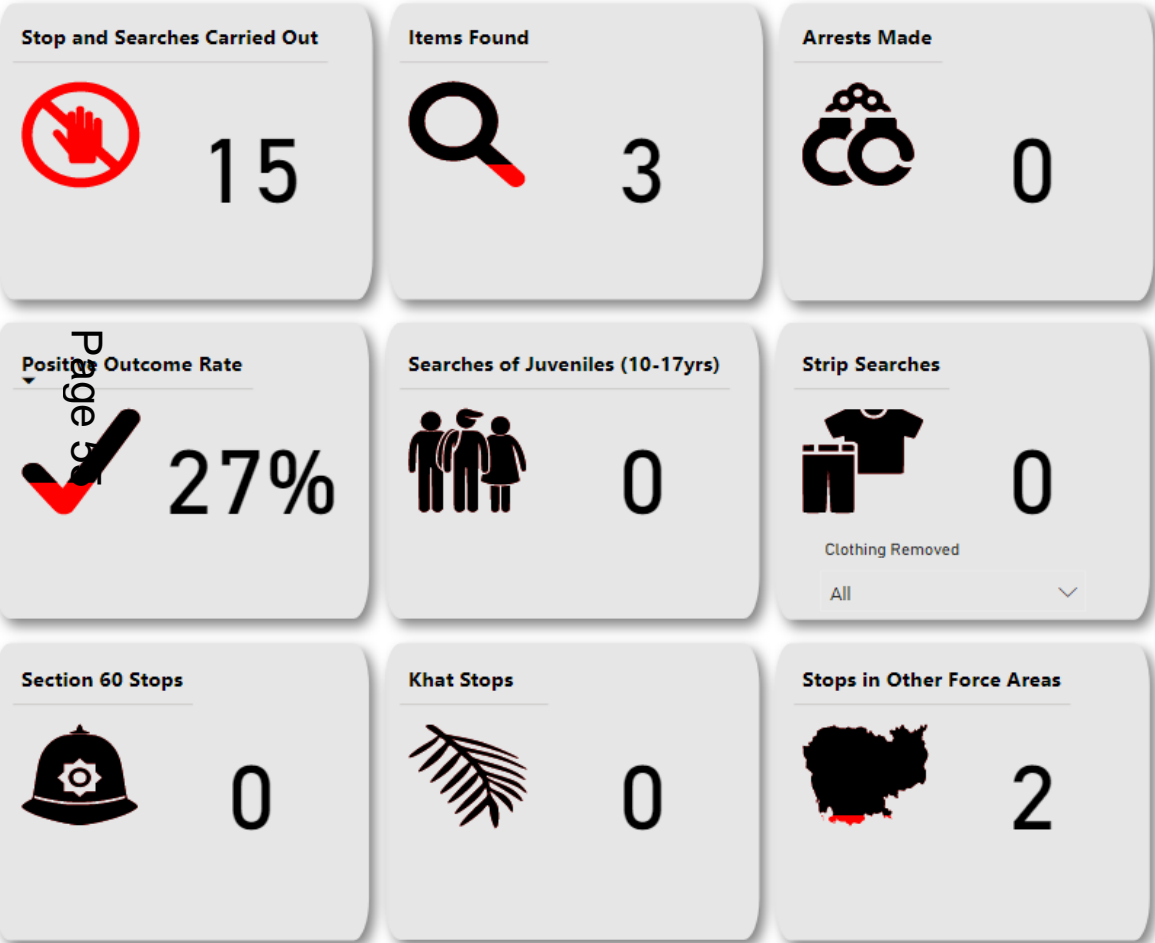 Stop and Searches Carried Out
15
Items Found
3
Arrests Made
0
Positive Outcome Rate
27%
Searches of Juveniles (10-17yrs)
0
Strip Searches
0
Clothing Removed
All
Section 60 Stops
0
Khat Stops
0
Stops in Other Force Areas
2
Page